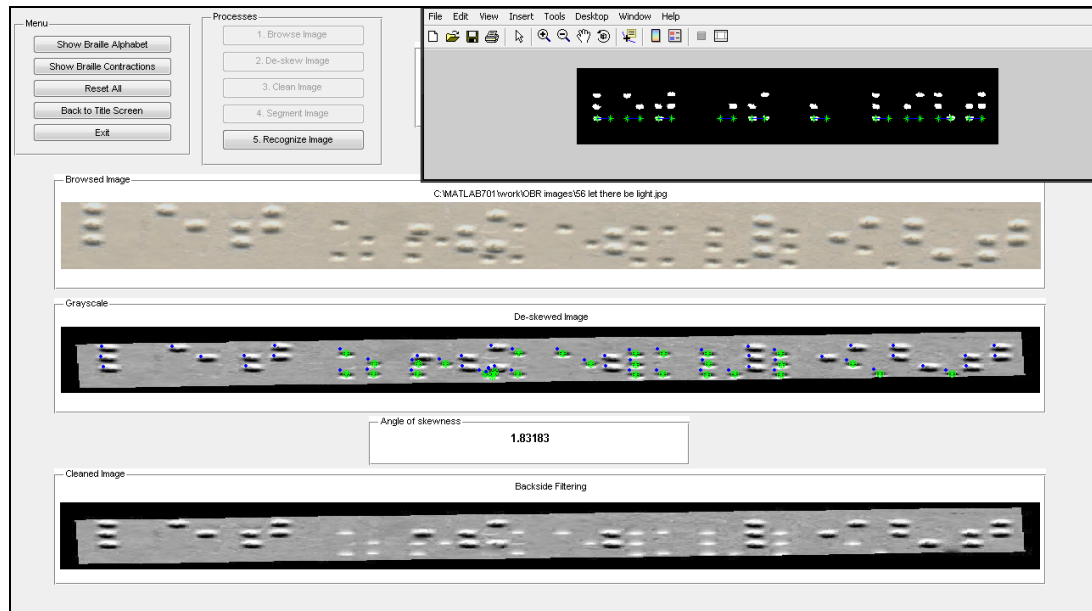 Menu
Show Braille Alphabet
Show Braille Contractions
Reset All
Back to Title Screen
Exit
Processes
1. Browse Image
2. De-skew Image
3. Clean Image
4. Segment Image
5. Recognize Image
File Edit View Insert Tools Desktop Window Help
Browsed Image
C:\MATLAB701\work\OBR images\56 let there be light.jpg
Grayscale
De-skewed Image
Angle of skewness
1.83183
Cleaned Image
Backside Filtering